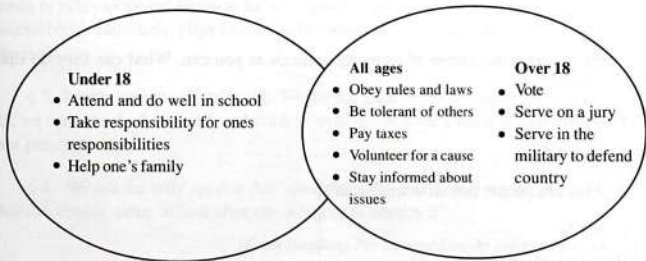 Under 18
• Attend and do well in school
• Take responsibility for ones
responsibilities
• Help one's family
All ages
• Obey rules and laws
• Be tolerant of others
• Pay taxes
• Volunteer for a cause
• Stay informed about
issues
Over 18
• Vote
• Serve on a jury
• Serve in the
military to defend
country